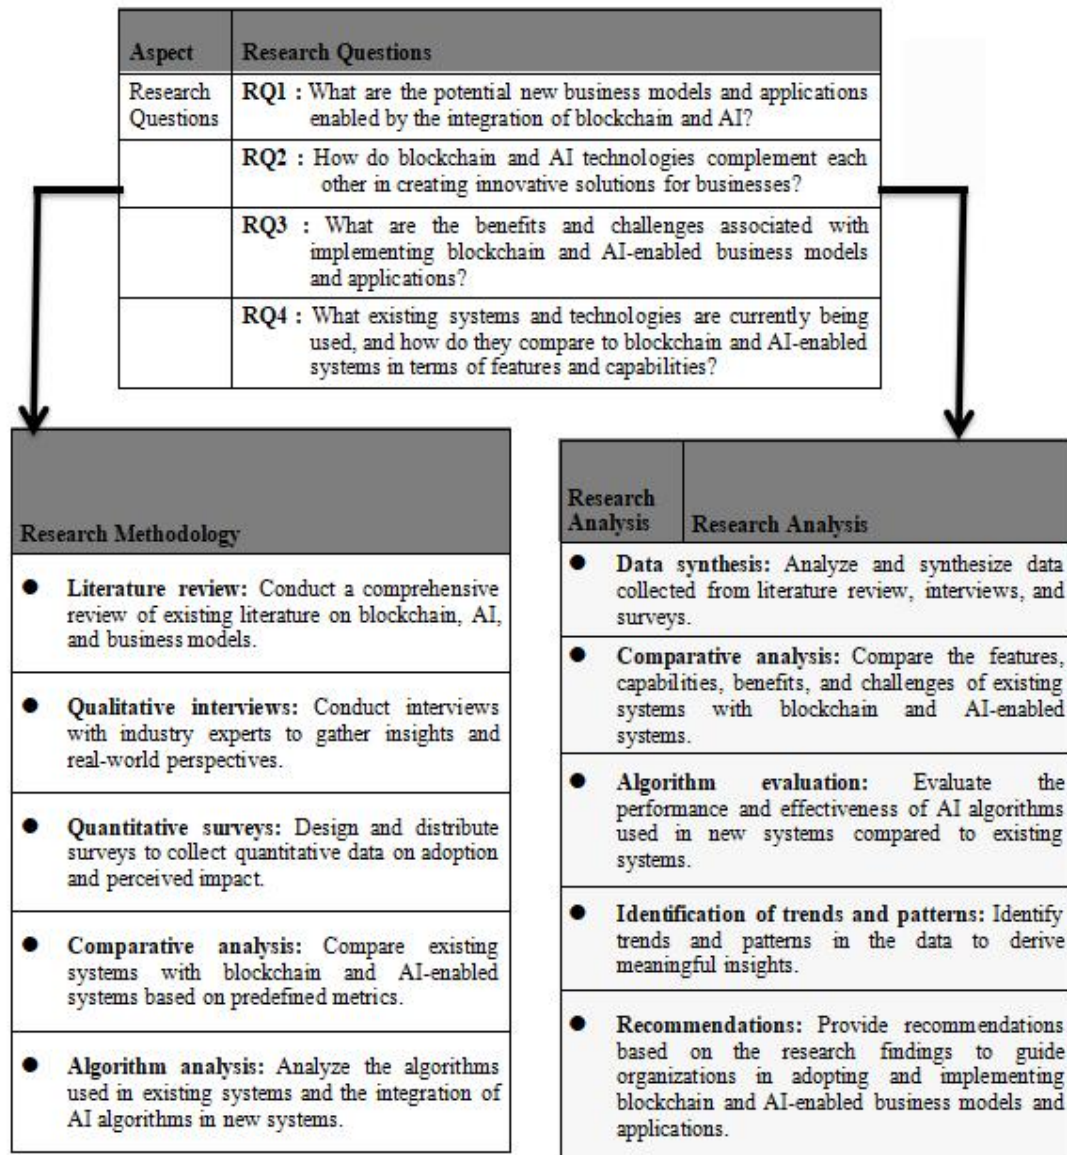 Aspect Research Questions
Research RQ1 : What are the potential new business models and applications
Questions enabled by the integration of blockchain and AI?
RQ2 : How do blockchain and AI technologies complement each
other in creating innovative solutions for businesses?
RQ3 : What are the benefits and challenges associated with
implementing blockchain and AI-enabled business models
and applications?
RQ4 : What existing systems and technologies are currently being
used, and how do they compare to blockchain and AI-enabled
systems in terms of features and capabilities?
Research Methodology
● Literature review: Conduct a comprehensive
review of existing literature on blockchain, AI,
and business models.
● Qualitative interviews: Conduct interviews
with industry experts to gather insights and
real-world perspectives.
● Quantitative surveys: Design and distribute
surveys to collect quantitative data on adoption
and perceived impact.
● Comparative analysis: Compare existing
systems with blockchain and AI-enabled
systems based on predefined metrics.
● Algorithm analysis: Analyze the algorithms
used in existing systems and the integration of
AI algorithms in new systems.
Research
Analysis Research Analysis
● Data synthesis: Analyze and synthesize data
collected from literature review, interviews, and
surveys.
● Comparative analysis: Compare the features,
capabilities, benefits, and challenges of existing
systems with blockchain and AI-enabled
systems.
● Algorithm evaluation: Evaluate the
performance and effectiveness of AI algorithms
used in new systems compared to existing
systems.
● Identification of trends and patterns: Identify
trends and patterns in the data to derive
meaningful insights.
● Recommendations: Provide recommendations
based on the research findings to guide
organizations in adopting and implementing
blockchain and AI-enabled business models and
applications.